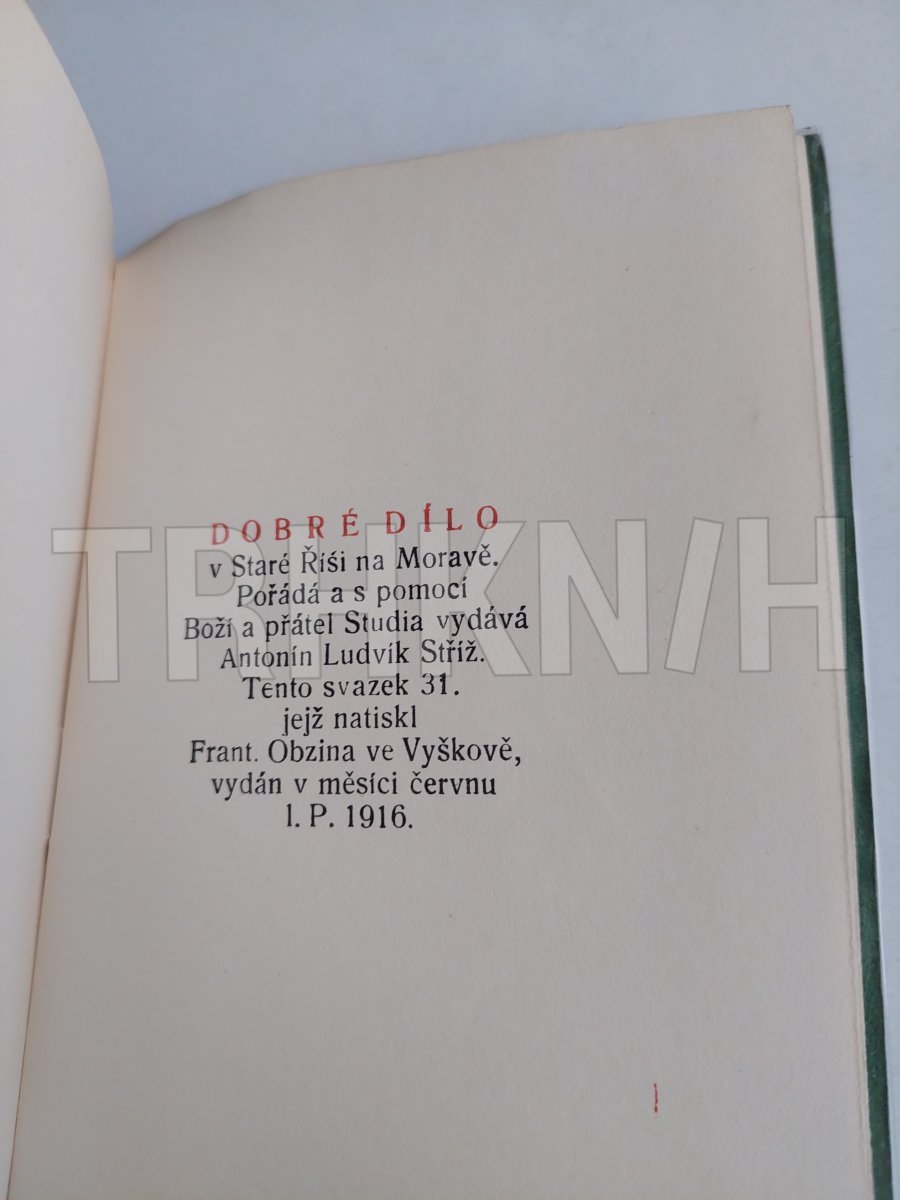 DOBRÉ DÍLO
v Staré Říši na Moravě.
Pořádá a s pomocí
Boží a přátel Studia vydává
Antonín Ludvík Stříž.
Tento svazek 31.
jejž natiskl
Frant. Obzina ve Vyškově,
vydán v měsíci červnu
l. P. 1916.
TRHKN/H